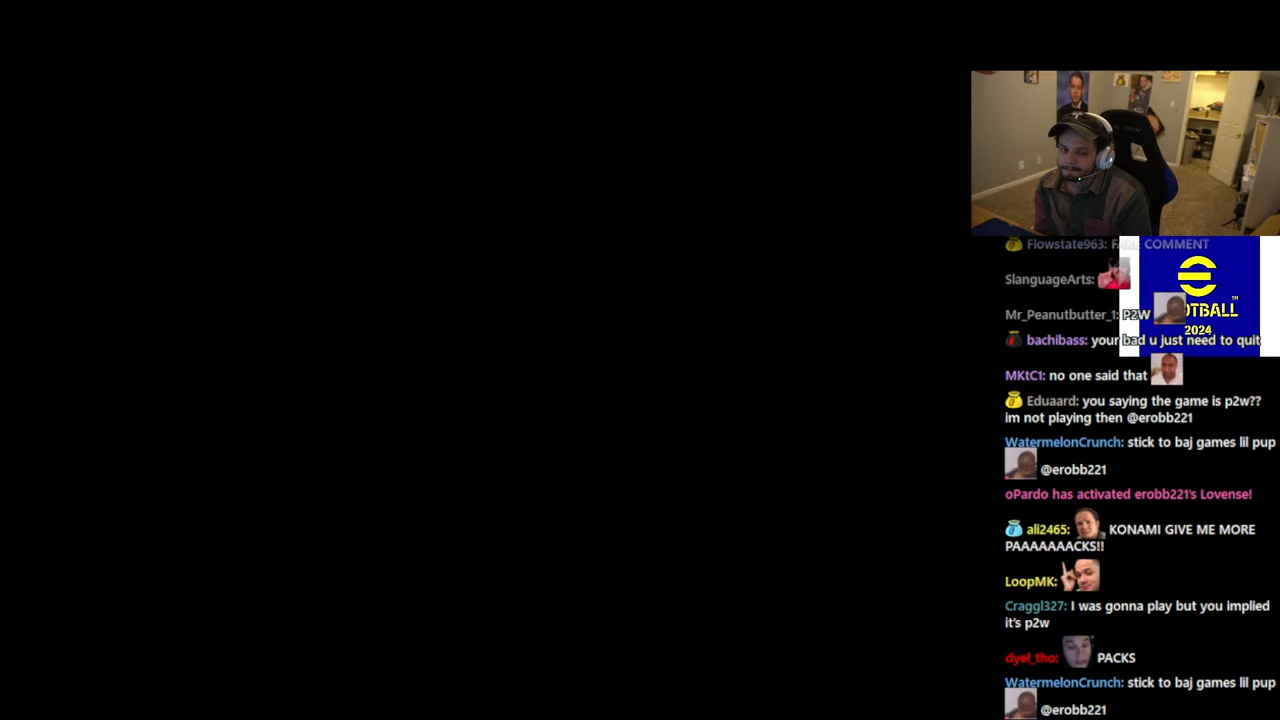 Flowstate963: FAKE COMMENT
SlanguageArts:
Mr_Peanutbutter_1: P2W
OTBALL™
2024
bachibass: your bad u just need to quit
MKtC1: no one said that
Eduaard: you saying the game is p2w??
im not playing then @erobb221
WatermelonCrunch: stick to baj games lil pup
@erobb221
oPardo has activated erobb221's Lovense!
ali2465: KONAMI GIVE ME MORE
PAAAAAAACKS!!
LoopMK:
Craggl327: I was gonna play but you implied
it's p2w
dyel_tho: PACKS
WatermelonCrunch: stick to baj games lil pup
@erobb221